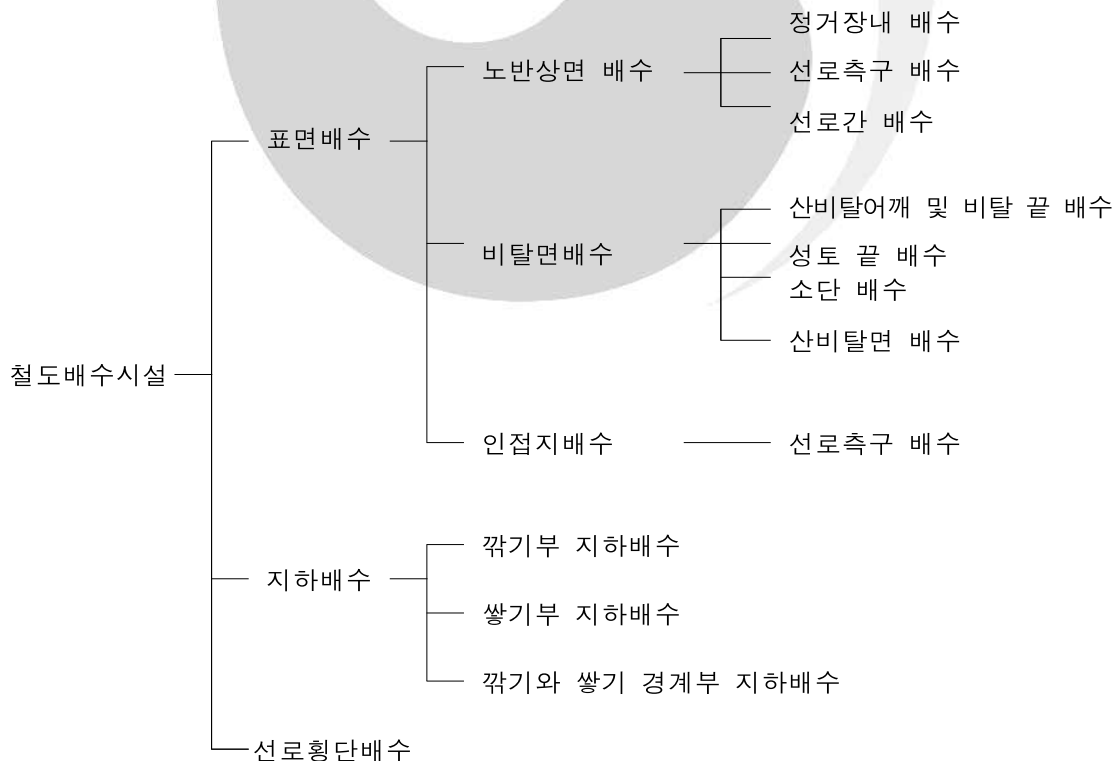 정거장내 배수
노반상면 배수
선로측구 배수
선로간 배수
표면배수
산비탈어깨 및 비탈 끝 배수
비탈면배수
성토 끝 배수
소단 배수
산비탈면 배수
철도배수시설
인접지배수
선로측구 배수
깎기부 지하배수
지하배수
쌓기부 지하배수
깎기와 쌓기 경계부 지하배수
선로횡단배수